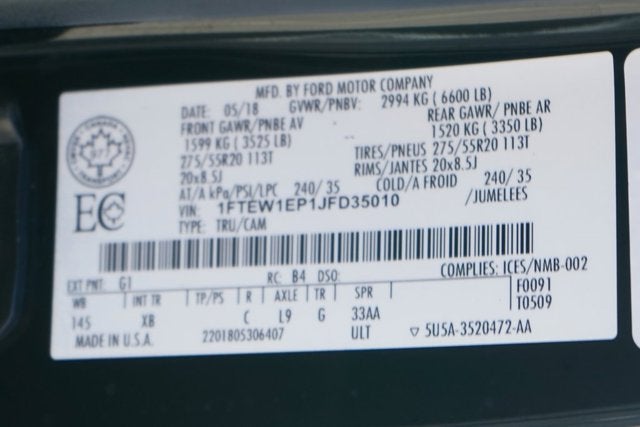 MFD. BY FORD MOTOR COMPANY
DATE: 05/18 GVWR/PNBV: 2994 KG ( 6600 LB)
FRONT GAWR/PNBE AV REAR GAWR/ PNBE AR
1599 KG ( 3525 LB) 1520 KG ( 3350 LB)
275/55R20 113T TIRES/PNEUS 275/55R20 113T
20x8.5J RIMS/JANTES 20x8.5J
AT/A kPa/PSI/LPC 240/ 35 COLD/A FROID 240/ 35
VIN: 1FTEW1EP1JFD35010 /JUMELEES
TYPE: TRU/CAM
EC
EXT PNT: G1 RC: B4 DSO: COMPLIES: ICES/NMB-002
WB INT TR TP/PS R AXLE TR SPR F0091
145 XB C L9 G 33AA T0509
MADE IN U.S.A. 2201805306407 ULT ▽ 5U5A-3520472-AA